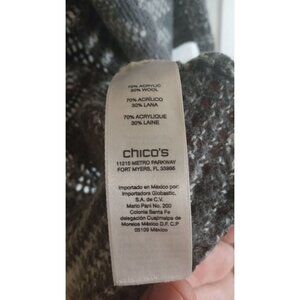 70% ACRYLIC
30% WOOL
70% ACRÍLICO
30% LANA
70% ACRYLIQUE
30% LAINE
chico's
11215 METRO PARKWAY
FORT MYERS, FL 33966
Importado en México por:
Importadora Globastic,
S.A. de C.V.
Mario Pani No. 200
Colonia Santa Fe
delegación Cuajimalpa de
Morelos México D.F, C.P
05109 México